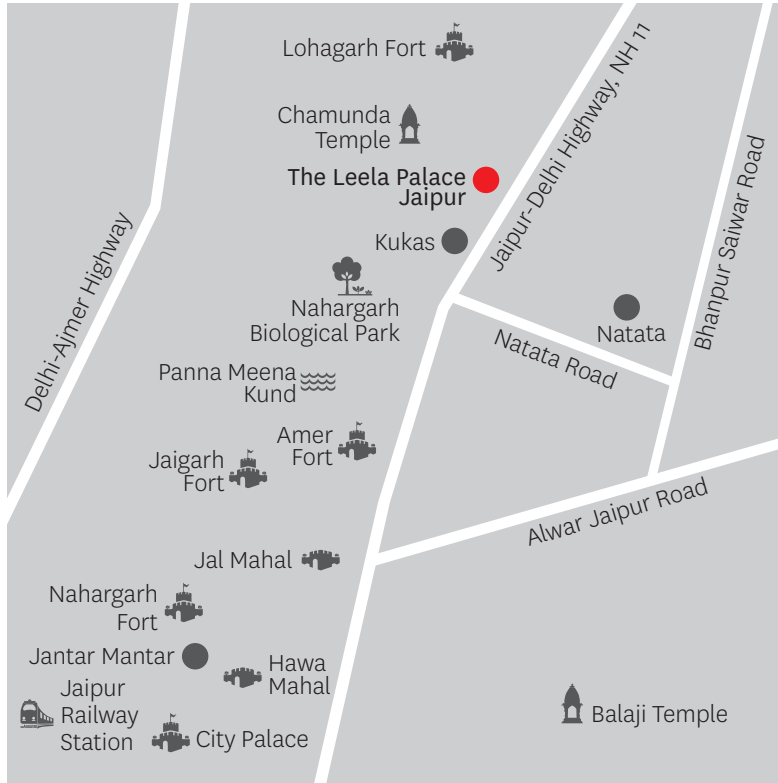 Lohagarh Fort
Chamunda
Temple
The Leela Palace
Jaipur
Jaipur-Delhi Highway, NH 11
Kukas
Bhanpur Saiwar Road
Delhi-Ajmer Highway
Nahargarh
Biological Park
Natata
Natata Road
Panna Meena
Kund
Amer
Fort
Jaigarh
Fort
Alwar Jaipur Road
Jal Mahal
Nahargarh
Fort
Jantar Mantar
Hawa
Mahal
Jaipur
Railway
Station
City Palace
Balaji Temple